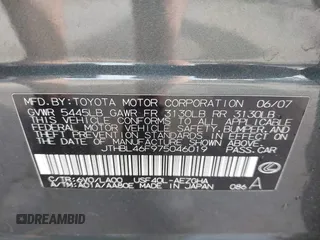 MFD. BY: TOYOTA MOTOR CORPORATION 06/07
GVWR 5445LB GAWR FR 3130LB RR 3130LB
THIS VEHICLE CONFORMS TO ALL APPLICABLE
FEDERAL MOTOR VEHICLE SAFETY, BUMPER, AND
THEFT PREVENTION STANDARDS IN EFFECT ON
THE DATE OF MANUFACTURE SHOWN ABOVE.
JTHBL46F975046019 PASS. CAR
C/TR: 6V0/LA00 USF40L-AEZGHA
A/TM: A01A/AA80E MADE IN JAPAN 086 A